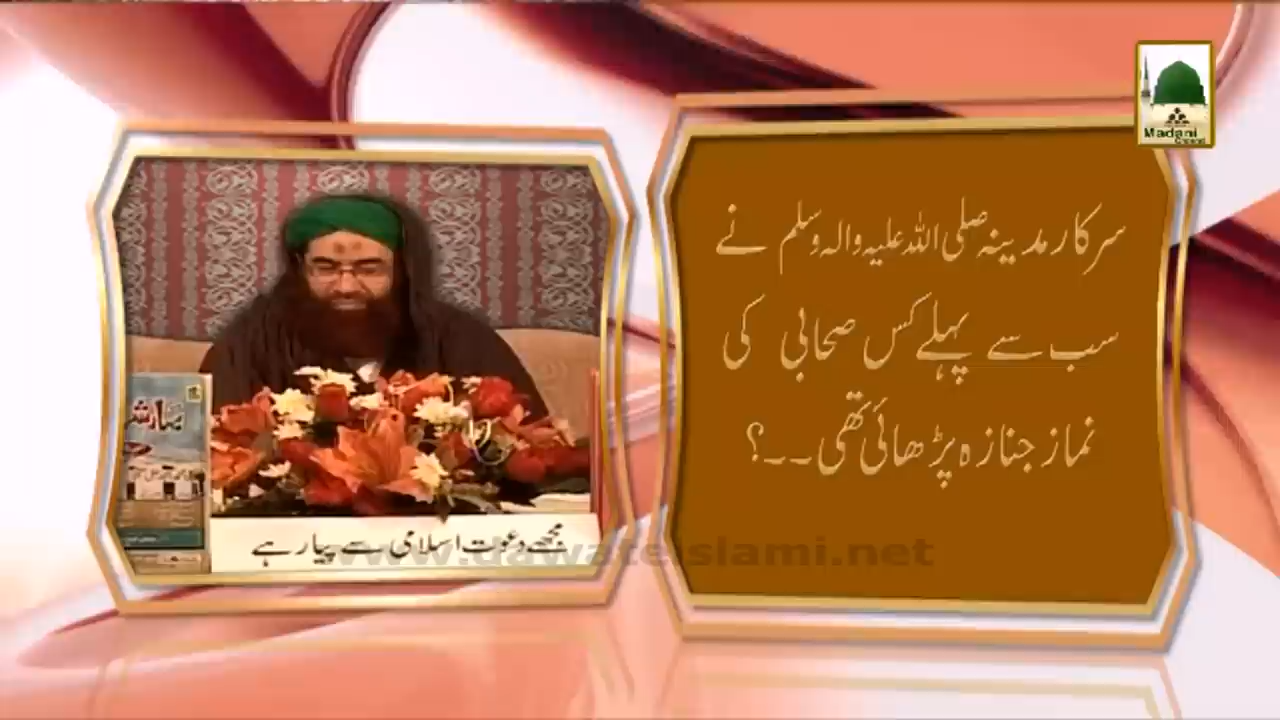 سرکار مدینہ صلی اللہ علیہ والہ وسلم نے
سب سے پہلے کس صحابی کی
نماز جنازہ پڑھائی تھی۔۔؟
مجھے دعوت اسلامی سے پیار ہے
www.dawateislami.net
Madani
Channel